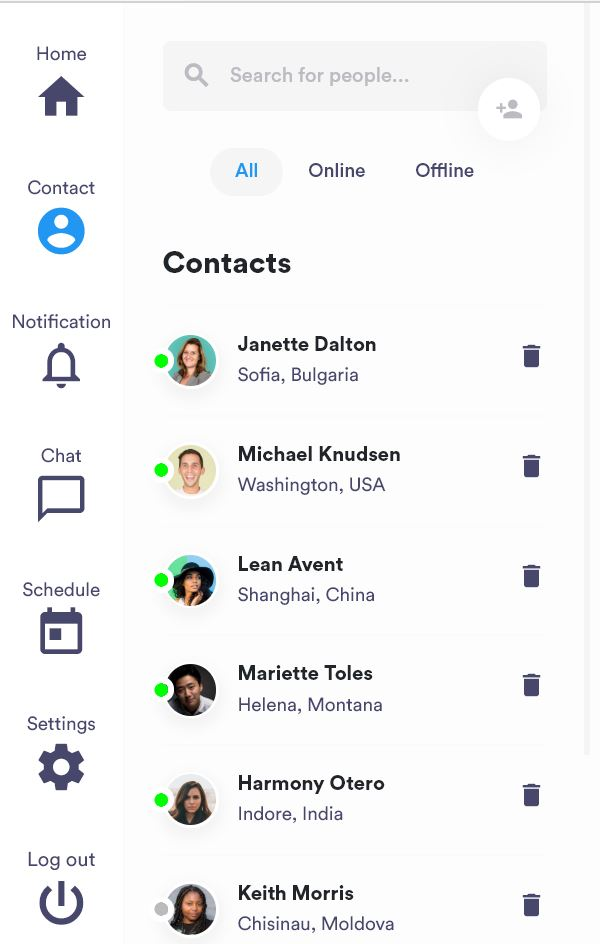 Home
Contact
Notification
Chat
Schedule
Settings
Log out
Search for people...
All
Online
Offline
Contacts
Janette Dalton
Sofia, Bulgaria
Michael Knudsen
Washington, USA
Lean Avent
Shanghai, China
Mariette Toles
Helena, Montana
Harmony Otero
Indore, India
Keith Morris
Chisinau, Moldova